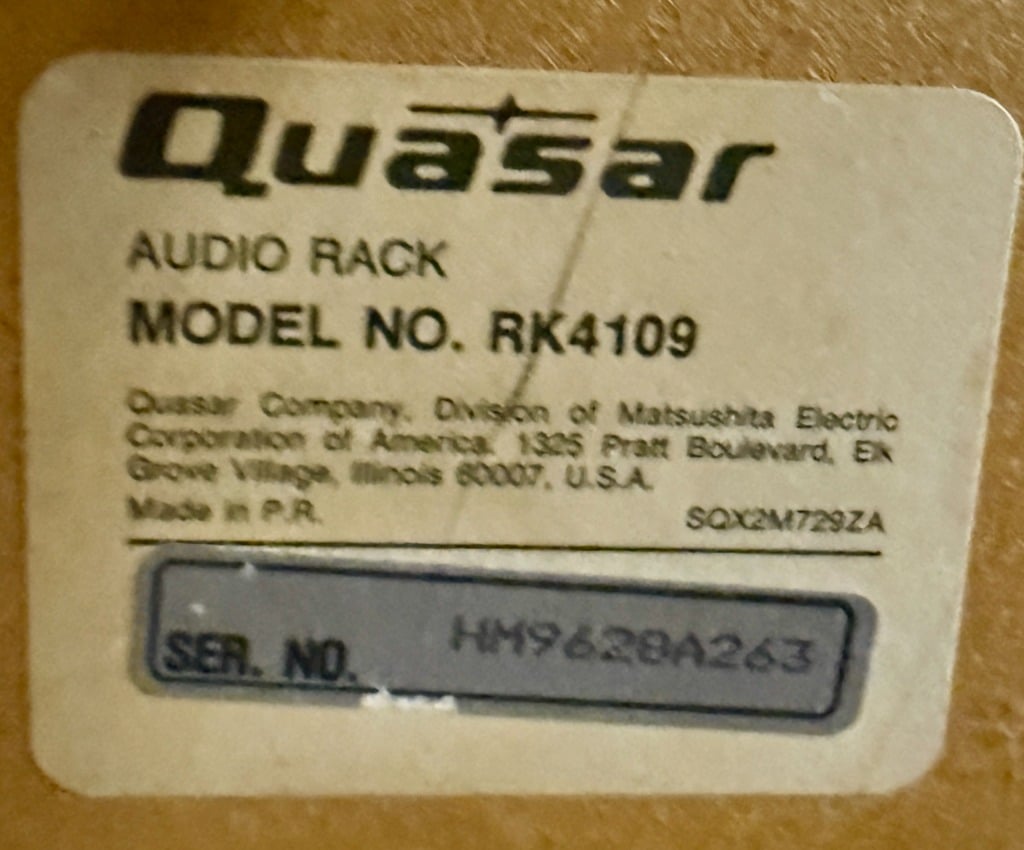 Quasar
AUDIO RACK
MODEL NO. RK4109
Quasar Company, Division of Matsushita Electric
Corporation of America. 1325 Pratt Boulevard, Elk
Grove Village, Illinois 60007, U.S.A.
Made in P.R.
SQX2M729ZA
SER. NO. HM9628A263